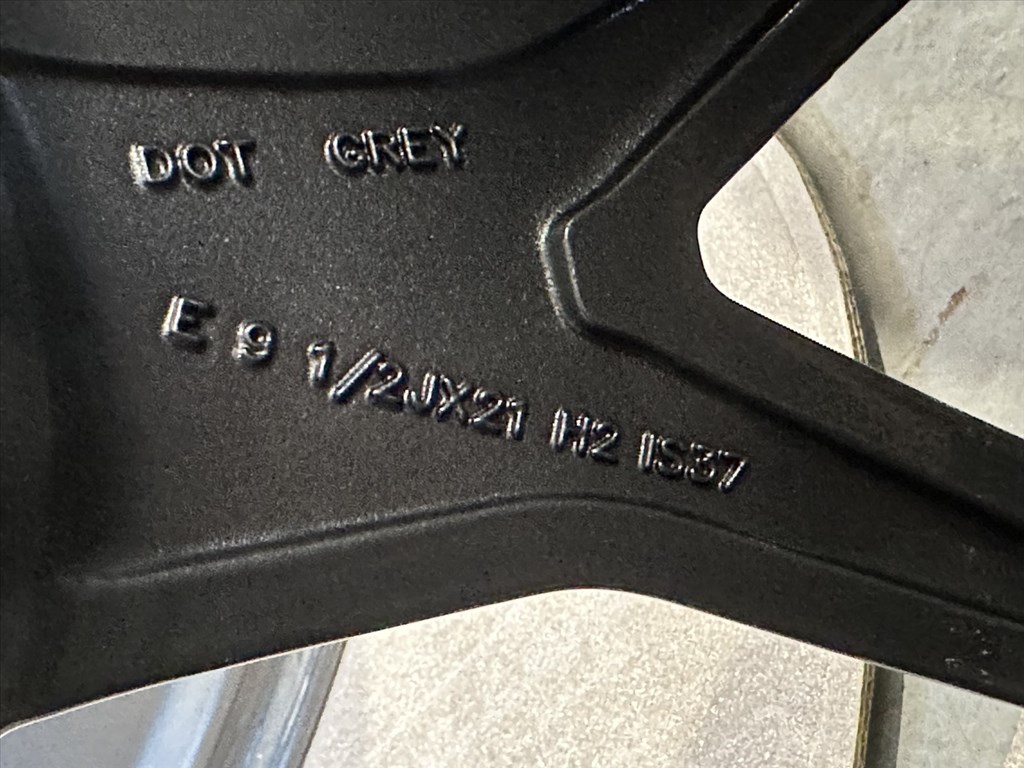 DOT GREY
E 9 1/2JX21 H2 IS37